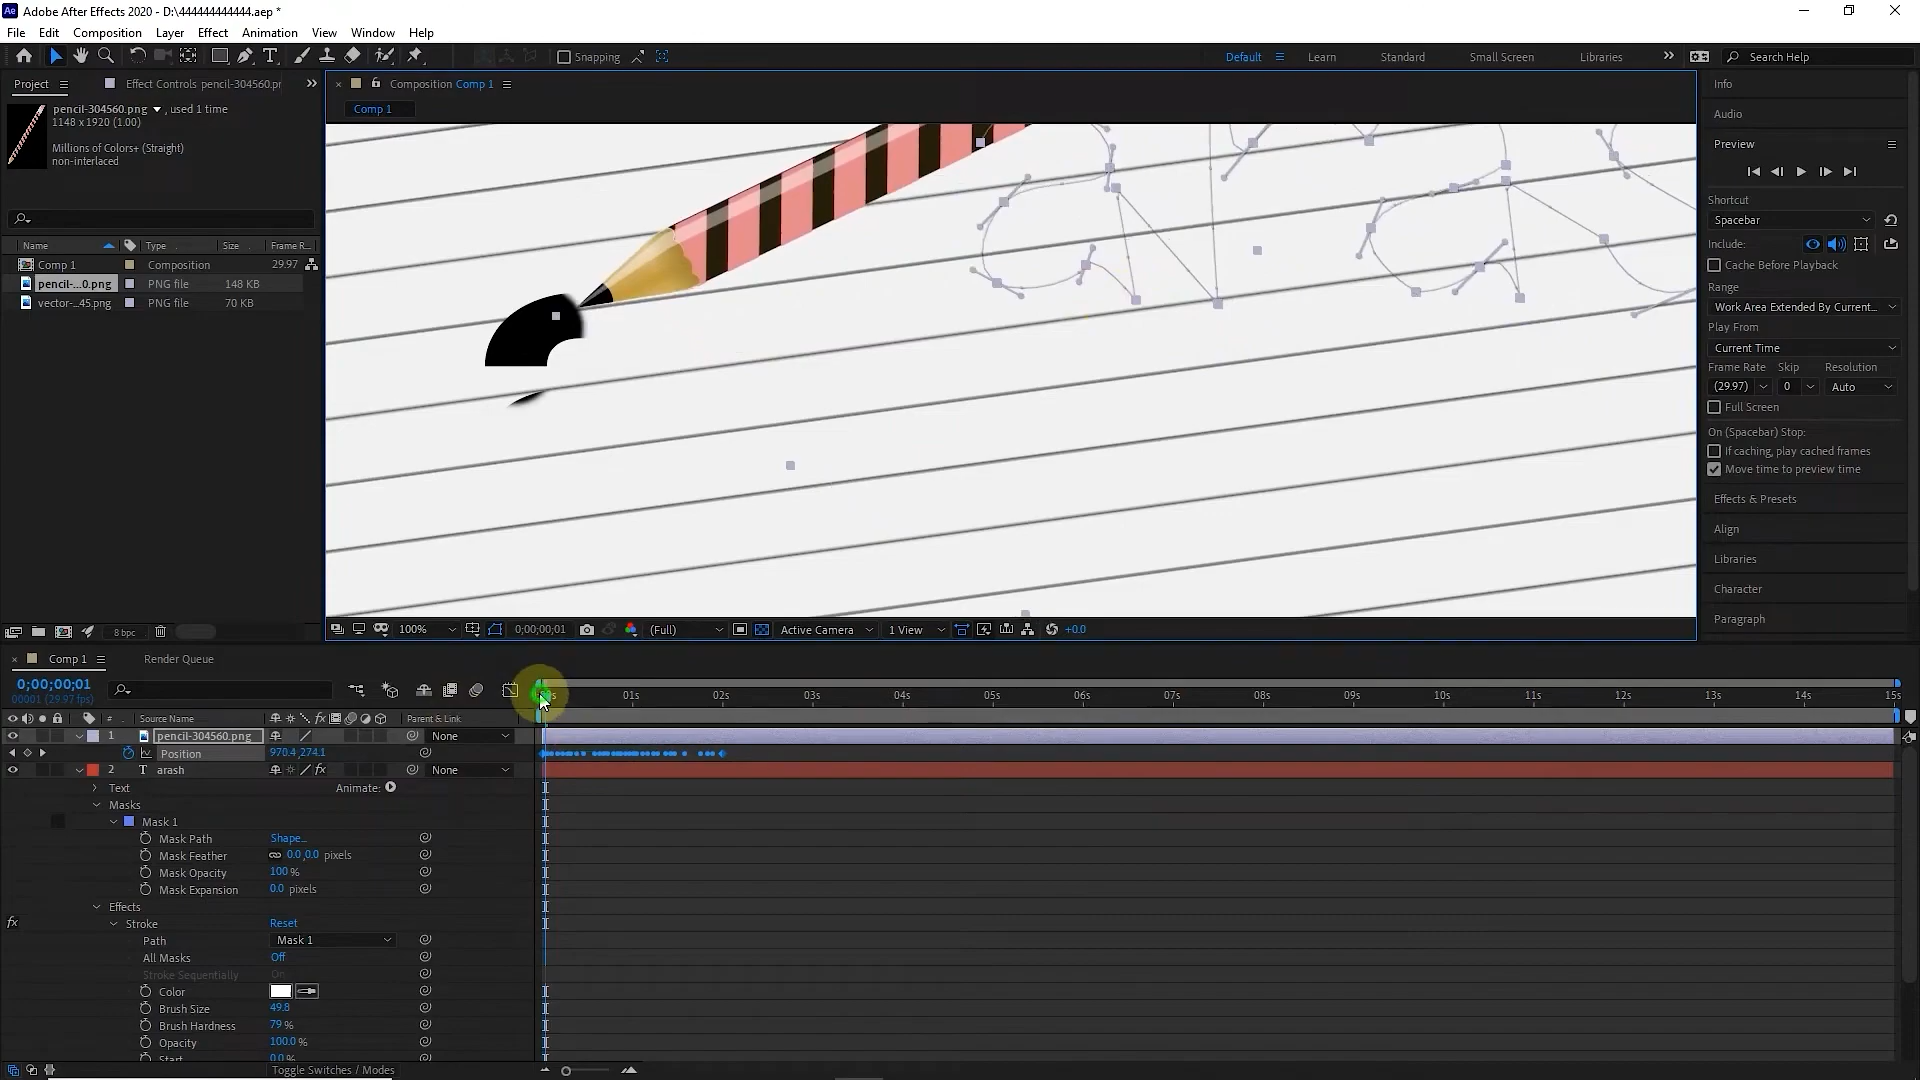 Ae Adobe After Effects 2020 - D:\444444444444.aep *
File Edit Composition Layer Effect Animation View Window Help
Snapping Default Learn Standard Small Screen Libraries Search Help
Project Effect Controls pencil-304560.pr
Composition Comp 1
Comp 1
pencil-304560.png , used 1 time
1148 x 1920 (1.00)
Millions of Colors+ (Straight)
non-interlaced
Name Type Size Frame R...
Comp 1 Composition 29.97
pencil-...0.png PNG file 148 KB
vector-...45.png PNG file 70 KB
8 bpc
100% 0;00;00;01 (Full) Active Camera 1 View +0.0
Info
Audio
Preview
Shortcut
Spacebar
Include:
Cache Before Playback
Range
Work Area Extended By Current...
Play From
Current Time
Frame Rate Skip Resolution
(29.97) 0 Auto
Full Screen
On (Spacebar) Stop:
If caching, play cached frames
Move time to preview time
Effects & Presets
Align
Libraries
Character
Paragraph
Comp 1 Render Queue
0;00;00;01
00001 (29.97 fps)
01s 02s 03s 04s 05s 06s 07s 08s 09s 10s 11s 12s 13s 14s 15s
# Source Name Parent & Link
1 pencil-304560.png None
Position 970.4,274.1
2 T arash None
Text Animate:
Masks
Mask 1
Mask Path Shape...
Mask Feather 0.0,0.0 pixels
Mask Opacity 100 %
Mask Expansion 0.0 pixels
Effects
fx Stroke Reset
Path Mask 1
All Masks Off
Stroke Sequentially On
Color
Brush Size 49.8
Brush Hardness 79 %
Opacity 100.0 %
Start 0.0 %
Toggle Switches / Modes